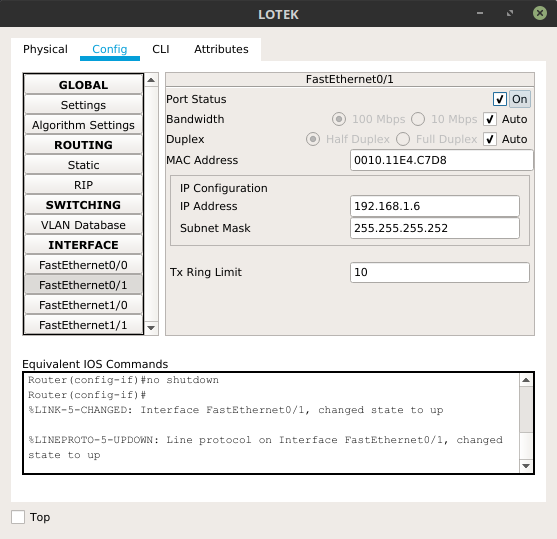 LOTEK
Physical Config CLI Attributes
GLOBAL
Settings
Algorithm Settings
ROUTING
Static
RIP
SWITCHING
VLAN Database
INTERFACE
FastEthernet0/0
FastEthernet0/1
FastEthernet1/0
FastEthernet1/1
FastEthernet0/1
Port Status On
Bandwidth 100 Mbps 10 Mbps Auto
Duplex Half Duplex Full Duplex Auto
MAC Address 0010.11E4.C7D8
IP Configuration
IP Address 192.168.1.6
Subnet Mask 255.255.255.252
Tx Ring Limit 10
Equivalent IOS Commands
Router(config-if)#no shutdown
Router(config-if)#
%LINK-5-CHANGED: Interface FastEthernet0/1, changed state to up
%LINEPROTO-5-UPDOWN: Line protocol on Interface FastEthernet0/1, changed
state to up
Top